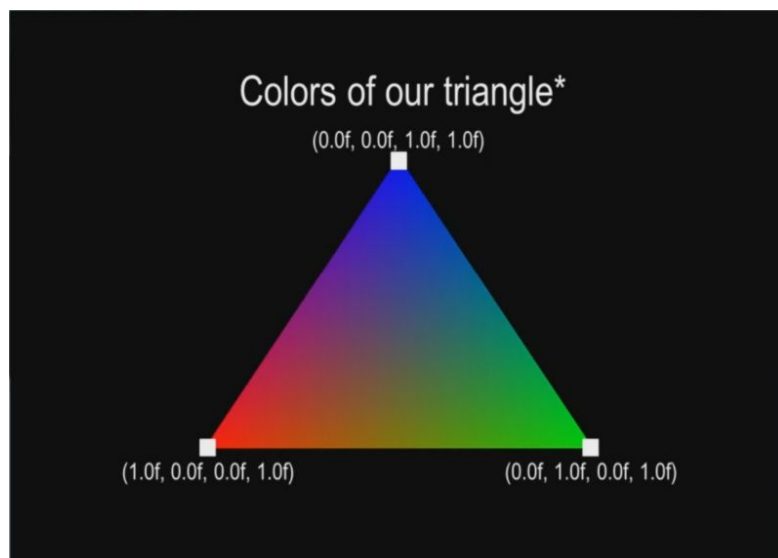 Colors of our triangle*
(0.0f, 0.0f, 1.0f, 1.0f)
(1.0f, 0.0f, 0.0f, 1.0f)
(0.0f, 1.0f, 0.0f, 1.0f)